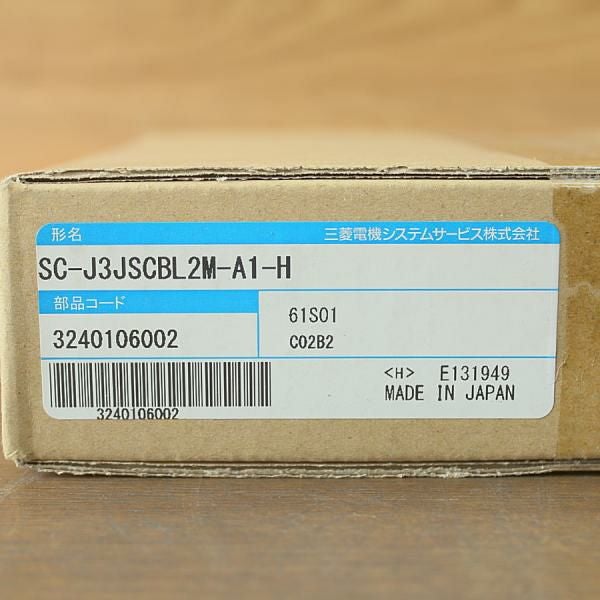 形名 三菱電機システムサービス株式会社
SC-J3JSCBL2M-A1-H
部品コード
61S01
3240106002
C02B2
<H> E131949
MADE IN JAPAN
3240106002